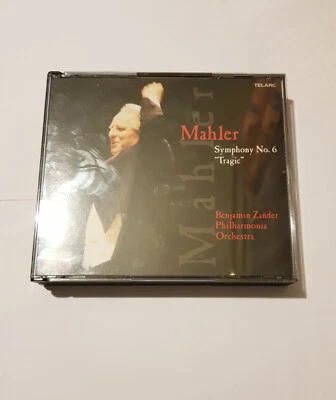 TELARC
Mahler
Mahler
Symphony No. 6
"Tragic"
Benjamin Zander
Philharmonia
Orchestra